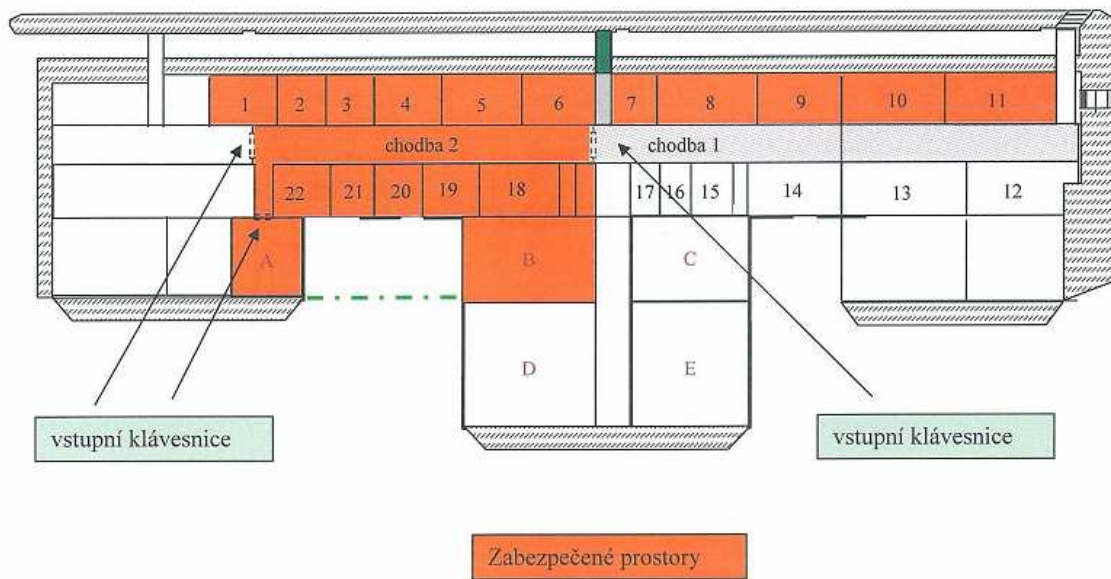 1 2 3 4 5 6 7 8 9 10 11
chodba 2 chodba 1
22 21 20 19 18 17 16 15 14 13 12
A B C
D E
vstupní klávesnice vstupní klávesnice
Zabezpečené prostory